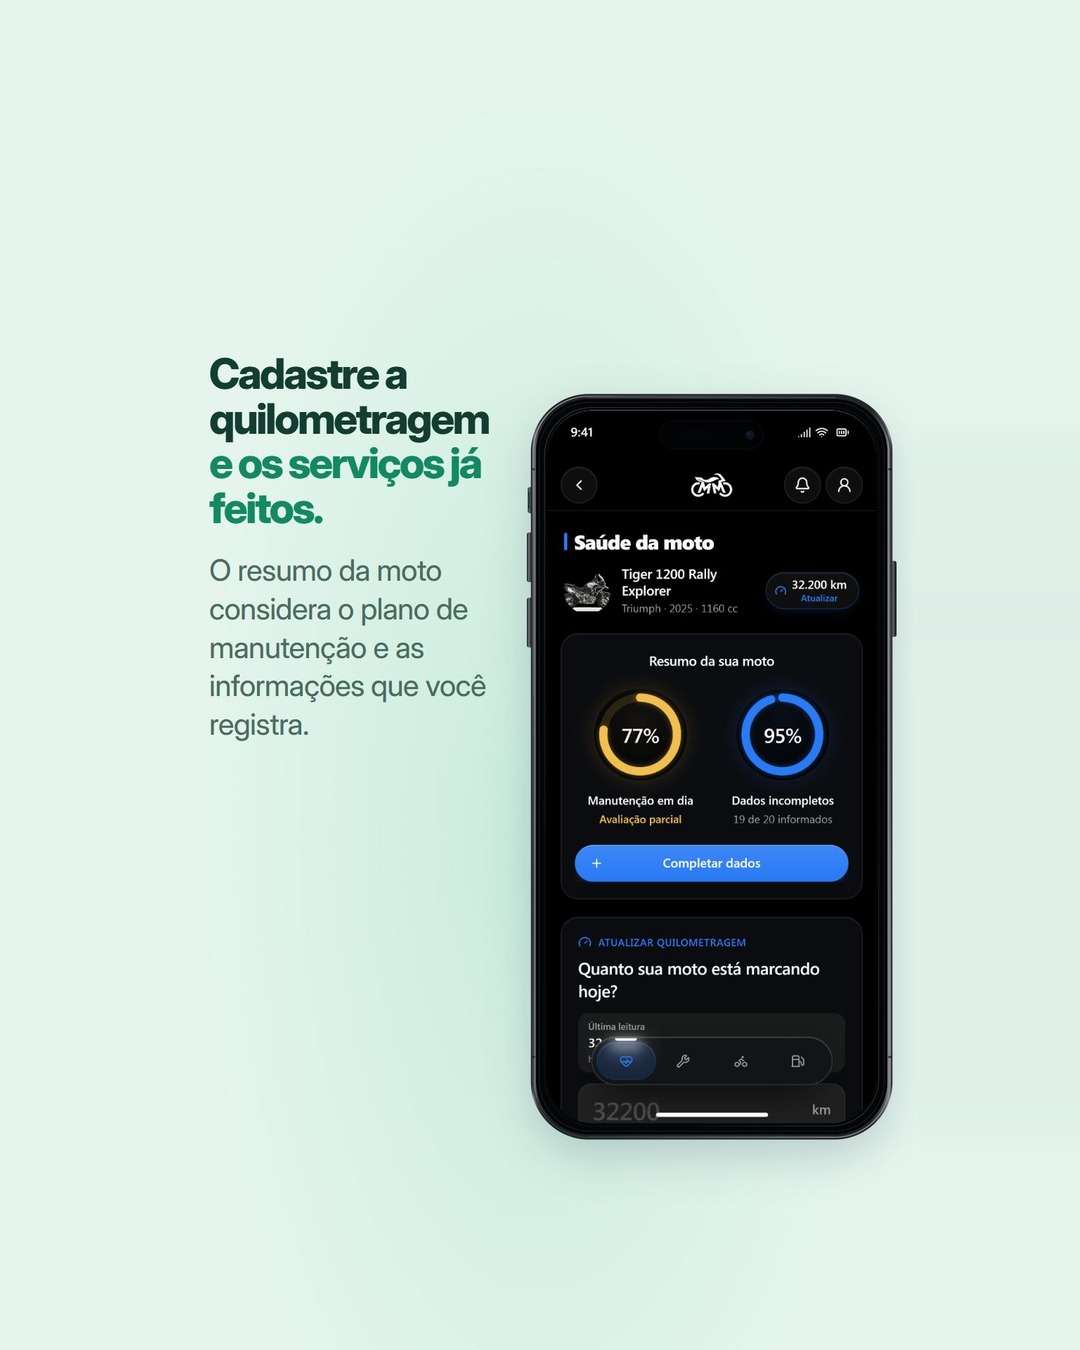 Cadastre a
quilometragem
e os serviços já
feitos.
O resumo da moto
considera o plano de
manutenção e as
informações que você
registra.
9:41
Saúde da moto
Tiger 1200 Rally
Explorer
Triumph · 2025 · 1160 cc
32.200 km
Atualizar
Resumo da sua moto
77%
95%
Manutenção em dia
Dados incompletos
Avaliação parcial
19 de 20 informados
+ Completar dados
ATUALIZAR QUILOMETRAGEM
Quanto sua moto está marcando
hoje?
Última leitura
32200
km